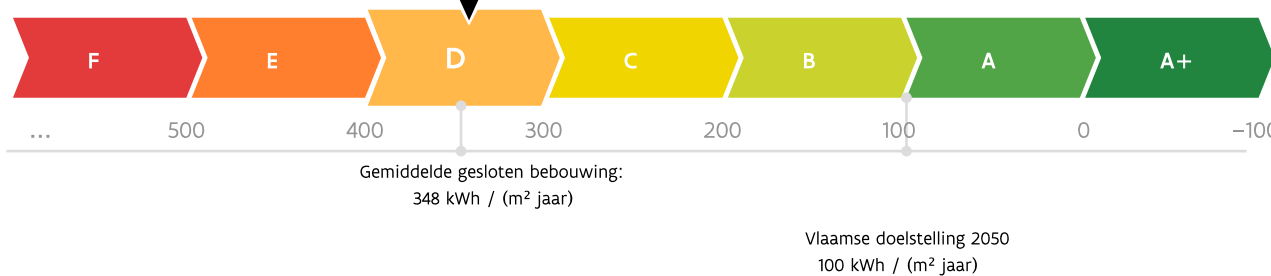 F E D C B A A+
... 500 400 300 200 100 0 −100
Gemiddelde gesloten bebouwing:
348 kWh / (m² jaar)
Vlaamse doelstelling 2050
100 kWh / (m² jaar)